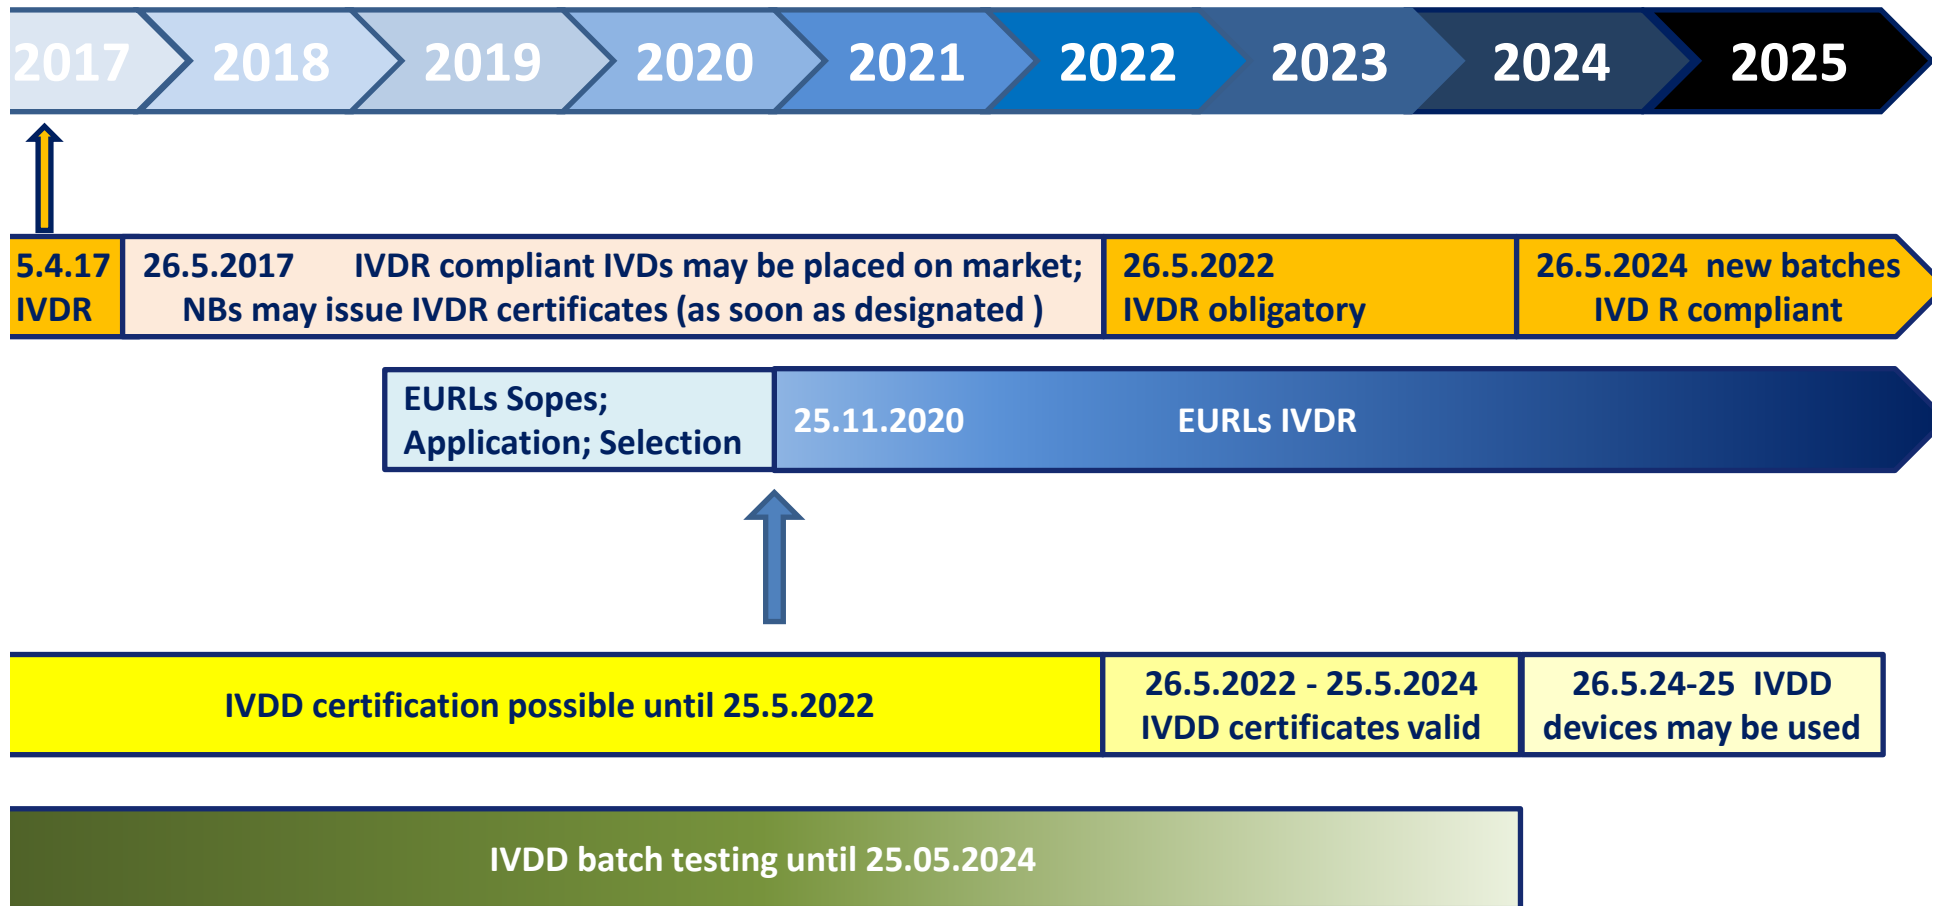 2017 2018 2019 2020 2021 2022 2023 2024 2025
5.4.17
IVDR
26.5.2017 IVDR compliant IVDs may be placed on market;
NBs may issue IVDR certificates (as soon as designated )
26.5.2022
IVDR obligatory
26.5.2024 new batches
IVD R compliant
EURLs Sopes;
Application; Selection
25.11.2020 EURLs IVDR
IVDD certification possible until 25.5.2022
26.5.2022 - 25.5.2024
IVDD certificates valid
26.5.24-25 IVDD
devices may be used
IVDD batch testing until 25.05.2024